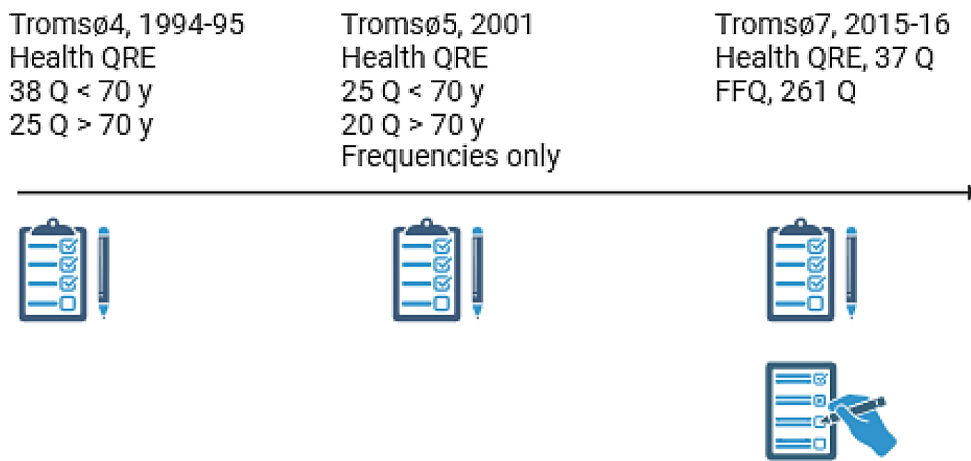 Tromsø4, 1994-95
Health QRE
38 Q < 70 y
25 Q > 70 y
Tromsø5, 2001
Health QRE
25 Q < 70 y
20 Q > 70 y
Frequencies only
Tromsø7, 2015-16
Health QRE, 37 Q
FFQ, 261 Q